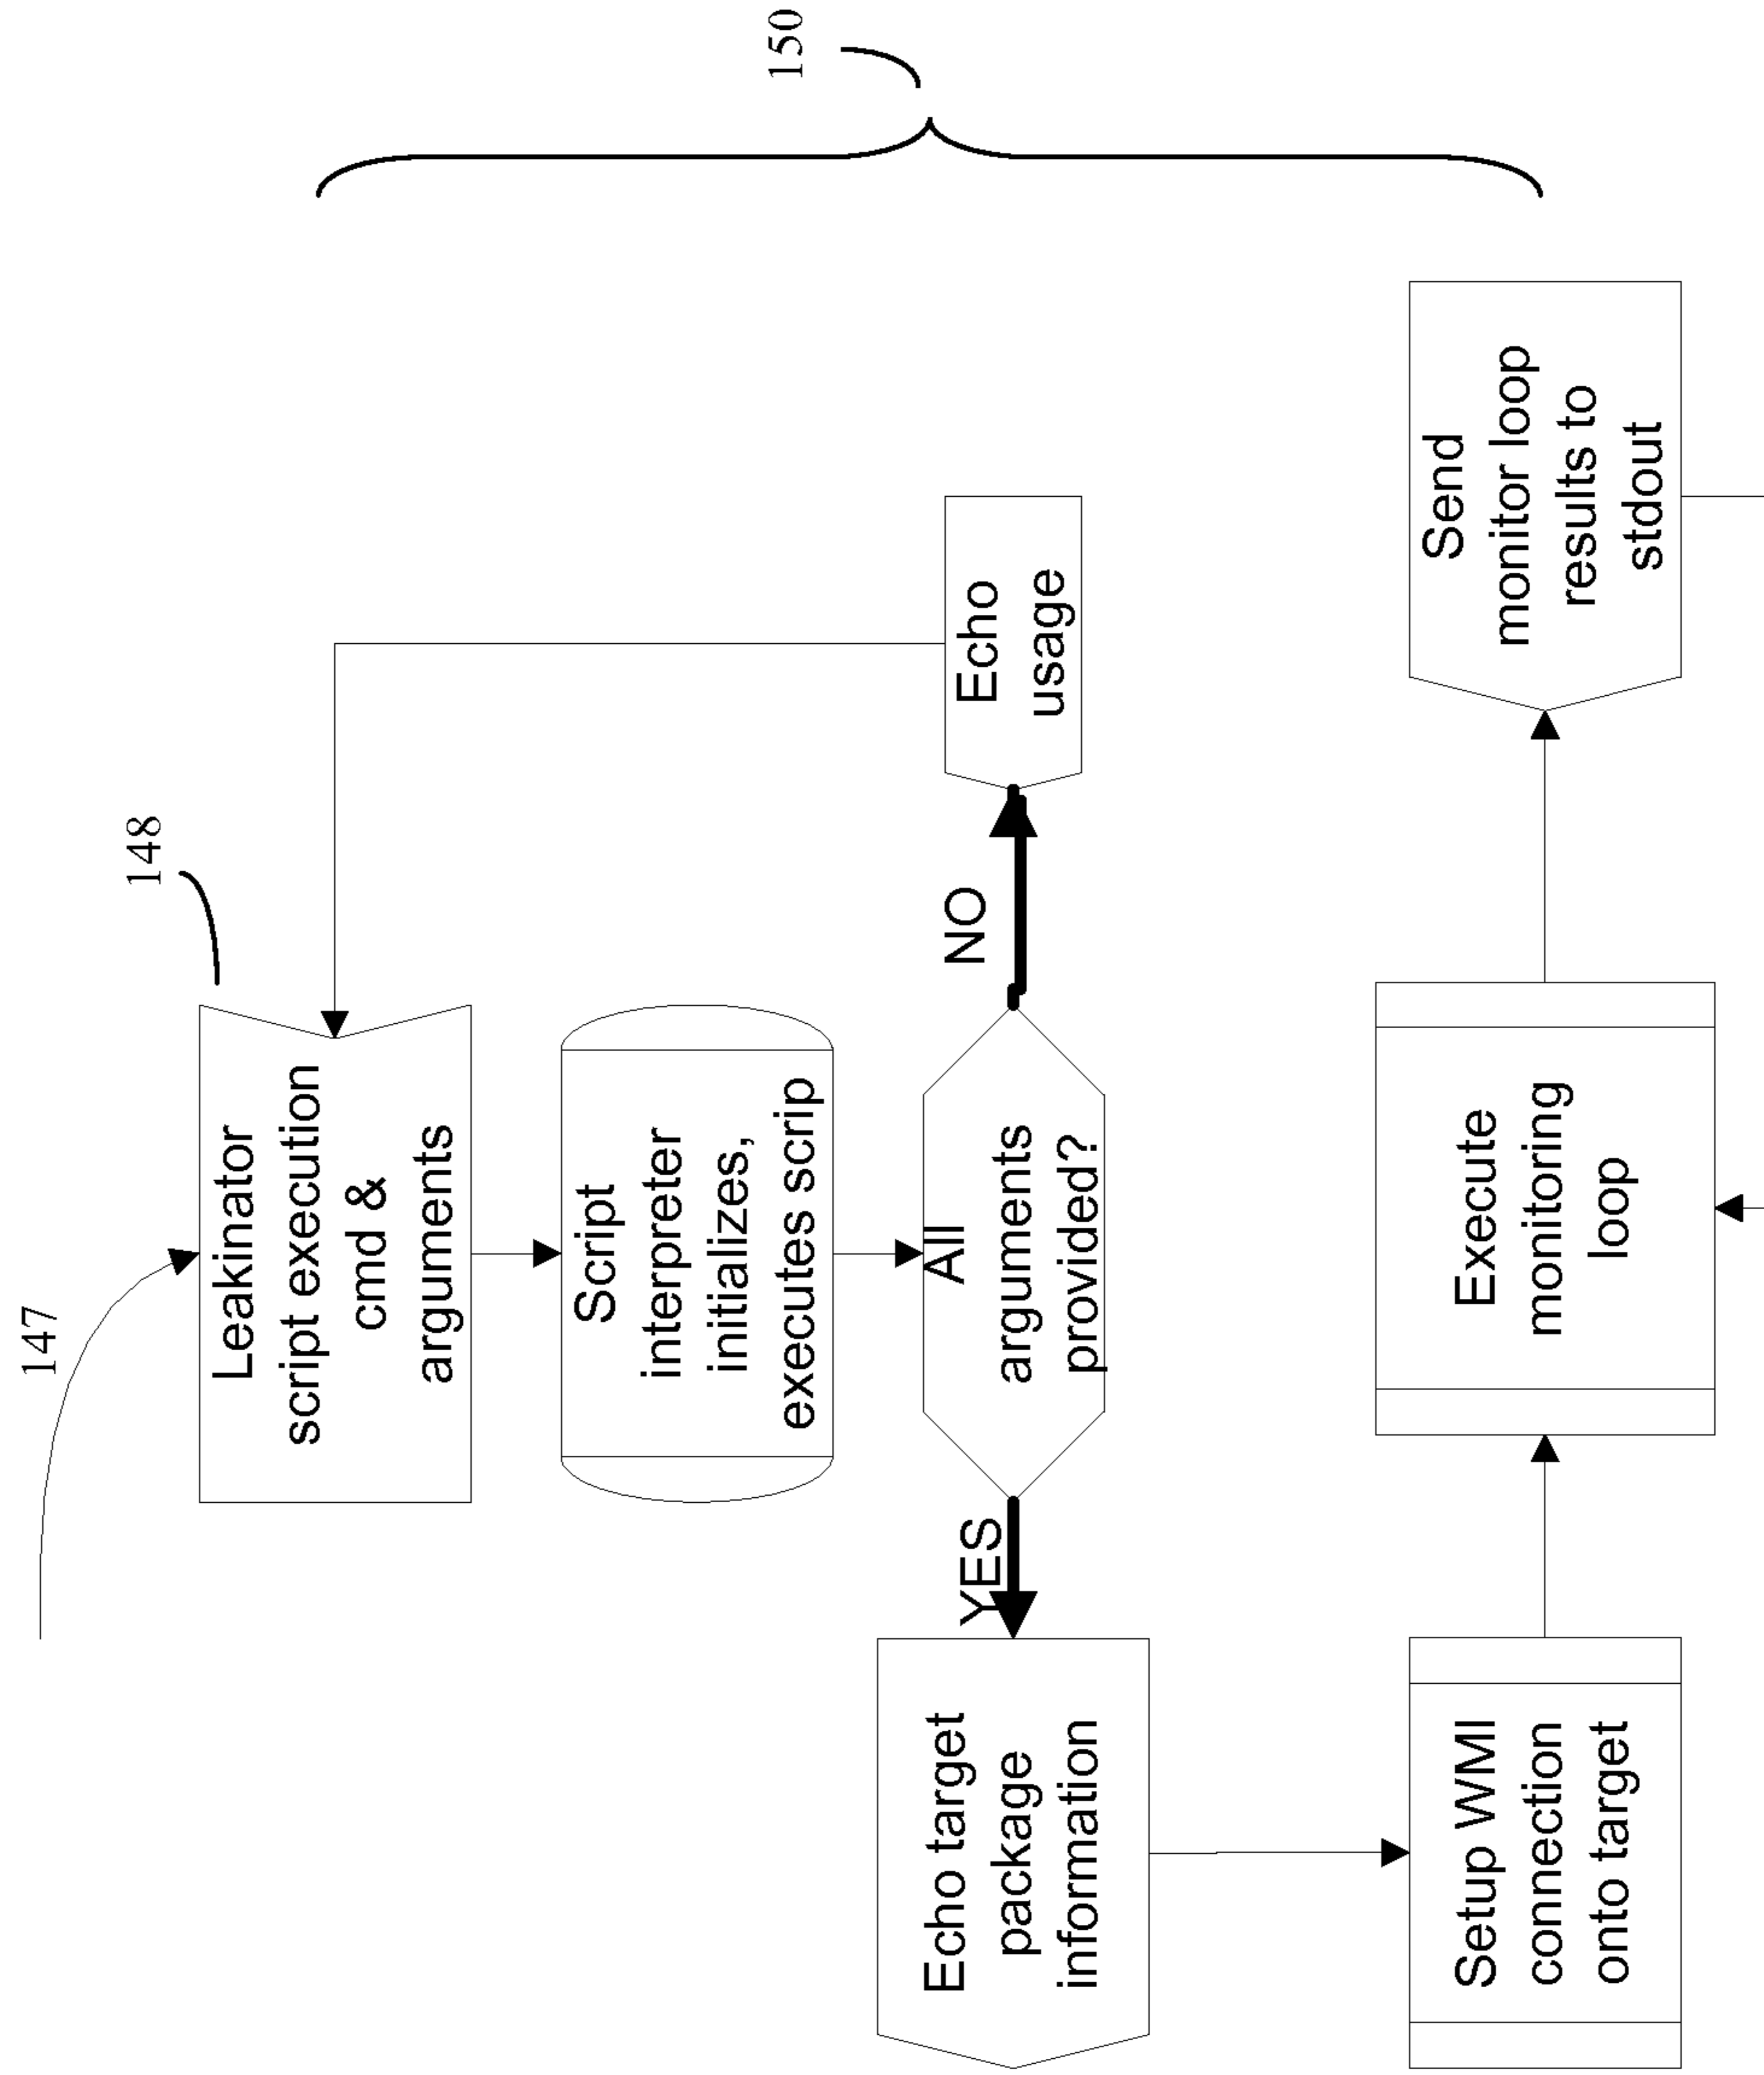 147
148
150
Leakinator
script execution
cmd &
arguments
Script
interpreter
initializes,
executes scrip
All
arguments
provided?
YES
NO
Echo
usage
Echo target
package
information
Setup WMI
connection
onto target
Execute
monitoring
loop
Send
monitor loop
results to
stdout